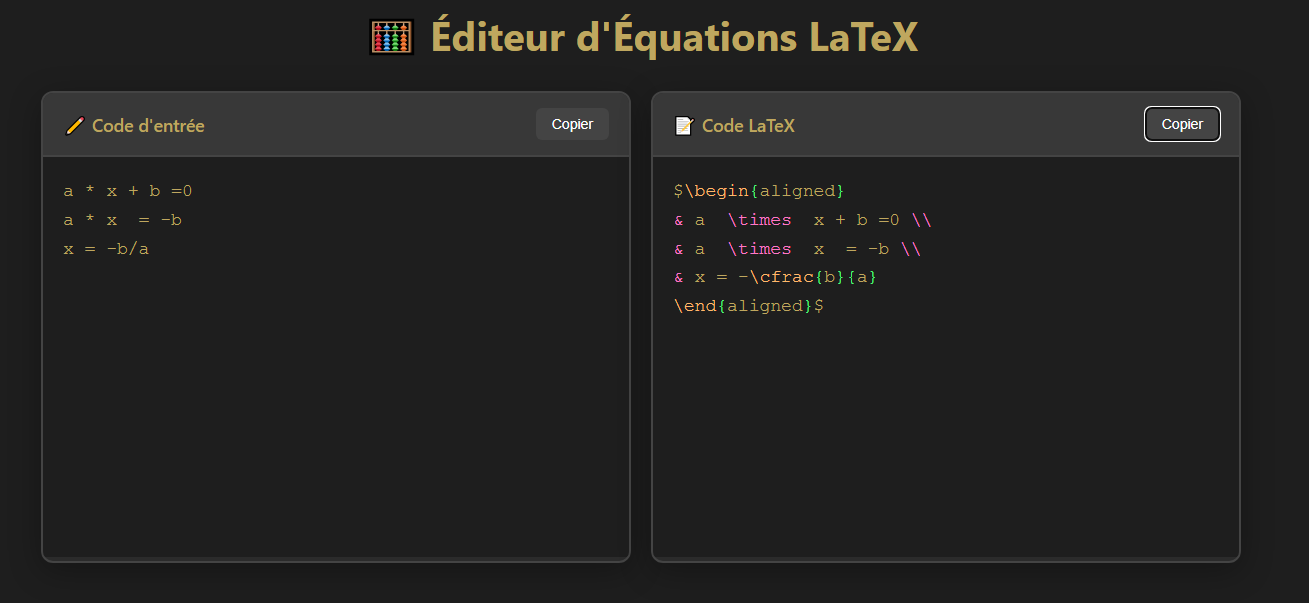 🧮 Éditeur d'Équations LaTeX
✏️ Code d'entrée
Copier
a * x + b =0
a * x  = -b
x = -b/a
📝 Code LaTeX
Copier
$\begin{aligned}
& a  \times  x + b =0 \\
& a  \times  x  = -b \\
& x = -\cfrac{b}{a}
\end{aligned}$